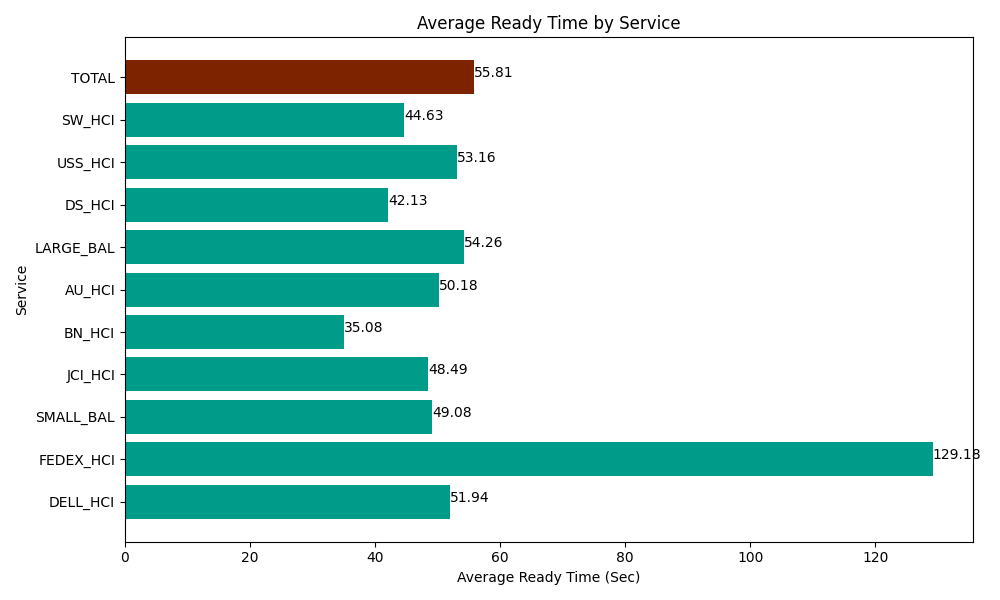 Average Ready Time by Service
TOTAL 55.81
SW_HCI 44.63
USS_HCI 53.16
DS_HCI 42.13
LARGE_BAL 54.26
AU_HCI 50.18
BN_HCI 35.08
JCI_HCI 48.49
SMALL_BAL 49.08
FEDEX_HCI 129.18
DELL_HCI 51.94
Service
0 20 40 60 80 100 120
Average Ready Time (Sec)